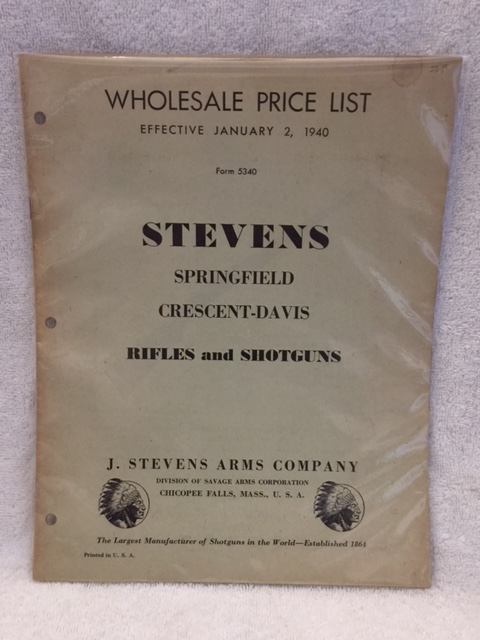 WHOLESALE PRICE LIST
EFFECTIVE JANUARY 2, 1940
Form 5340
STEVENS
SPRINGFIELD
CRESCENT-DAVIS
RIFLES and SHOTGUNS
J. STEVENS ARMS COMPANY
DIVISION OF SAVAGE ARMS CORPORATION
CHICOPEE FALLS, MASS., U. S. A.
The Largest Manufacturer of Shotguns in the World—Established 1864
Printed in U. S. A.